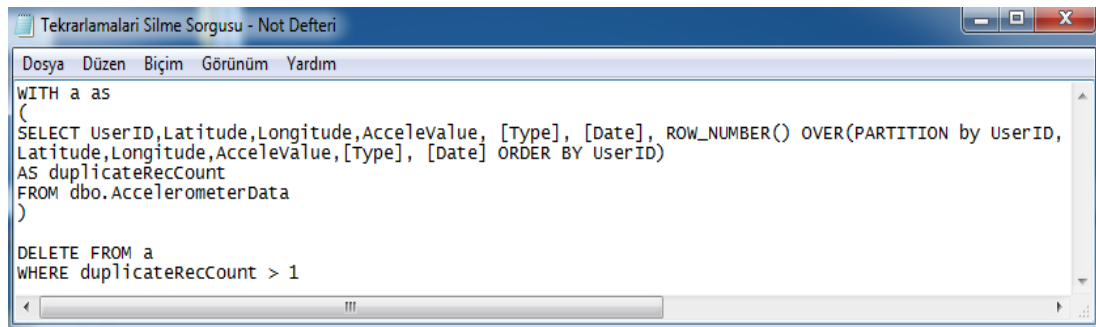 Tekrarlamalari Silme Sorgusu - Not Defteri
Dosya Düzen Biçim Görünüm Yardım
WITH a as
(
SELECT UserID,Latitude,Longitude,AcceleValue, [Type], [Date], ROW_NUMBER() OVER(PARTITION by UserID,
Latitude,Longitude,AcceleValue,[Type], [Date] ORDER BY UserID)
AS duplicateRecCount
FROM dbo.AccelerometerData
)
DELETE FROM a
WHERE duplicateRecCount > 1